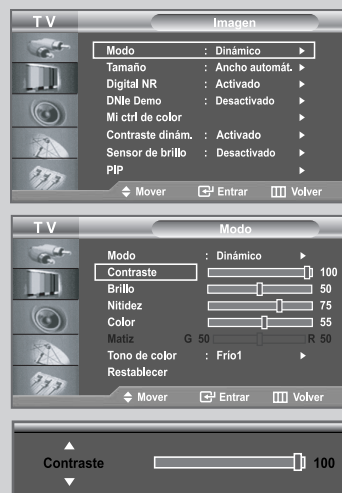 TV Imagen
Modo : Dinámico
Tamaño : Ancho automát.
Digital NR : Activado
DNIe Demo : Desactivado
Mi ctrl de color
Contraste dinám. : Activado
Sensor de brillo : Desactivado
PIP
Mover Entrar Volver
TV Modo
Modo : Dinámico
Contraste 100
Brillo 50
Nitidez 75
Color 55
Matiz G 50 R 50
Tono de color : Frio1
Restablecer
Mover Entrar Volver
Contraste 100